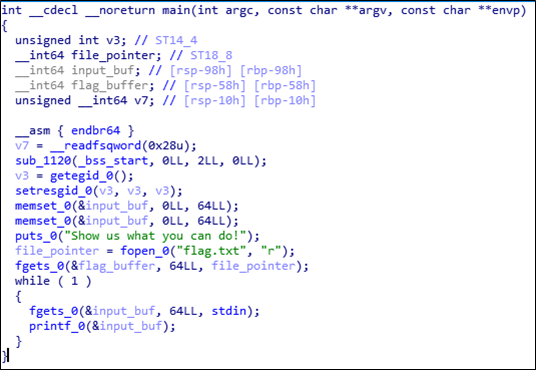 int __cdecl __noreturn main(int argc, const char **argv, const char **envp)
{
unsigned int v3; // ST14_4
__int64 file_pointer; // ST18_8
__int64 input_buf; // [rsp-98h] [rbp-98h]
__int64 flag_buffer; // [rsp-58h] [rbp-58h]
unsigned __int64 v7; // [rsp-10h] [rbp-10h]
__asm { endbr64 }
v7 = __readfsqword(0x28u);
sub_1120(_bss_start, 0LL, 2LL, 0LL);
v3 = getegid_0();
setresgid_0(v3, v3, v3);
memset_0(&input_buf, 0LL, 64LL);
memset_0(&input_buf, 0LL, 64LL);
puts_0("Show us what you can do!");
file_pointer = fopen_0("flag.txt", "r");
fgets_0(&flag_buffer, 64LL, file_pointer);
while ( 1 )
{
fgets_0(&input_buf, 64LL, stdin);
printf_0(&input_buf);
}
}